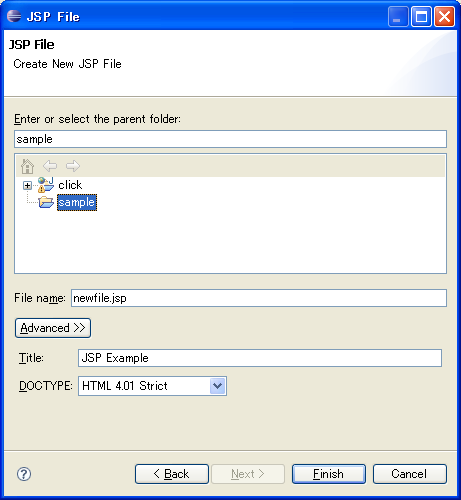 JSP File
JSP File
Create New JSP File
Enter or select the parent folder:
sample
click
sample
File name: newfile.jsp
Advanced >>
Title: JSP Example
DOCTYPE: HTML 4.01 Strict
? < Back Next > Finish Cancel